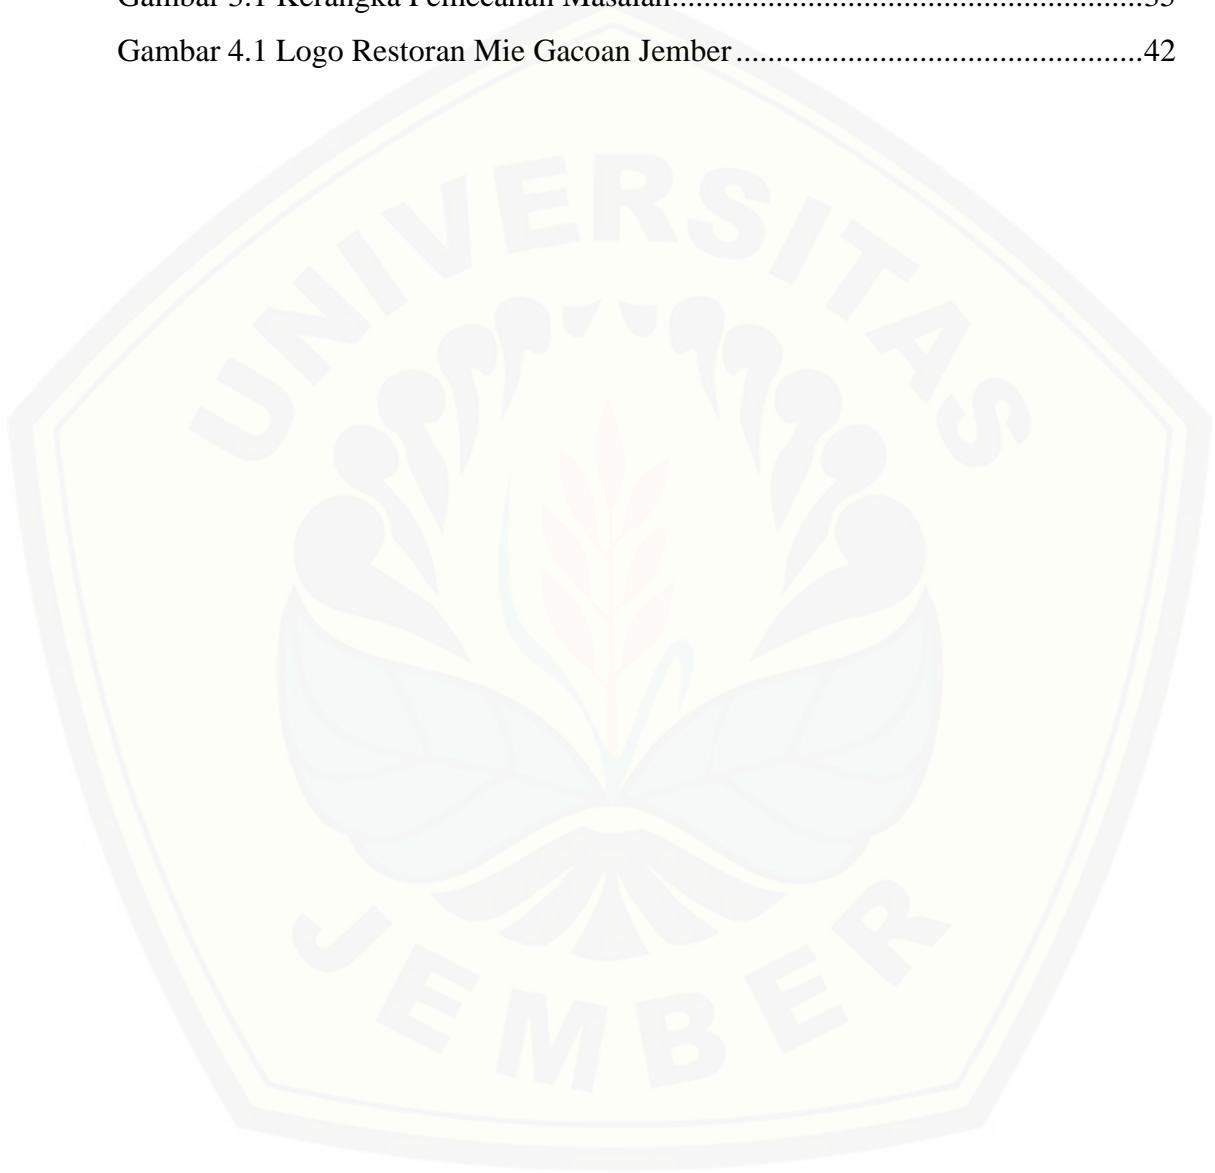 Gambar 3.1 Kerangka Pemecahan Masalah..........................................................35
Gambar 4.1 Logo Restoran Mie Gacoan Jember ..................................................42
UNIVERSITAS
JEMBER